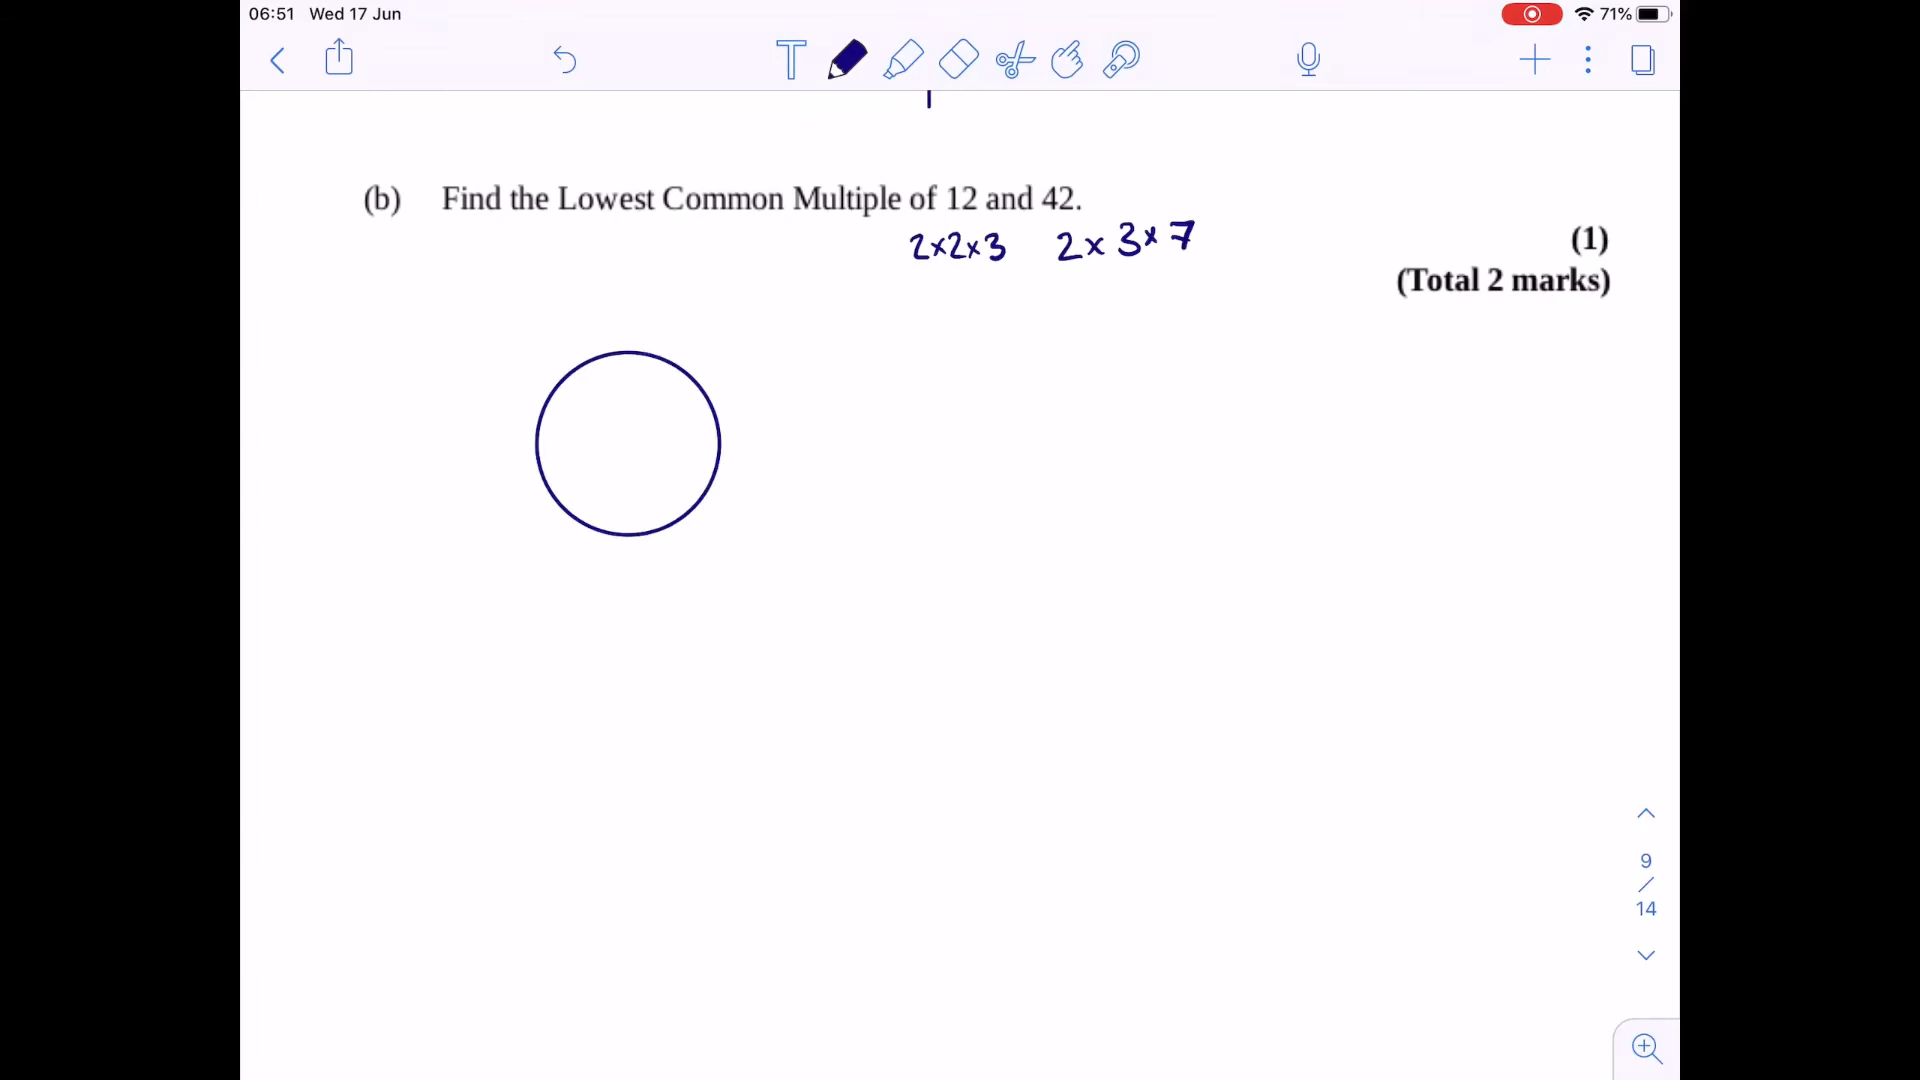 06:51 Wed 17 Jun
71%
T
(b) Find the Lowest Common Multiple of 12 and 42.
2×2×3 2×3×7
(1)
(Total 2 marks)
9
/
14